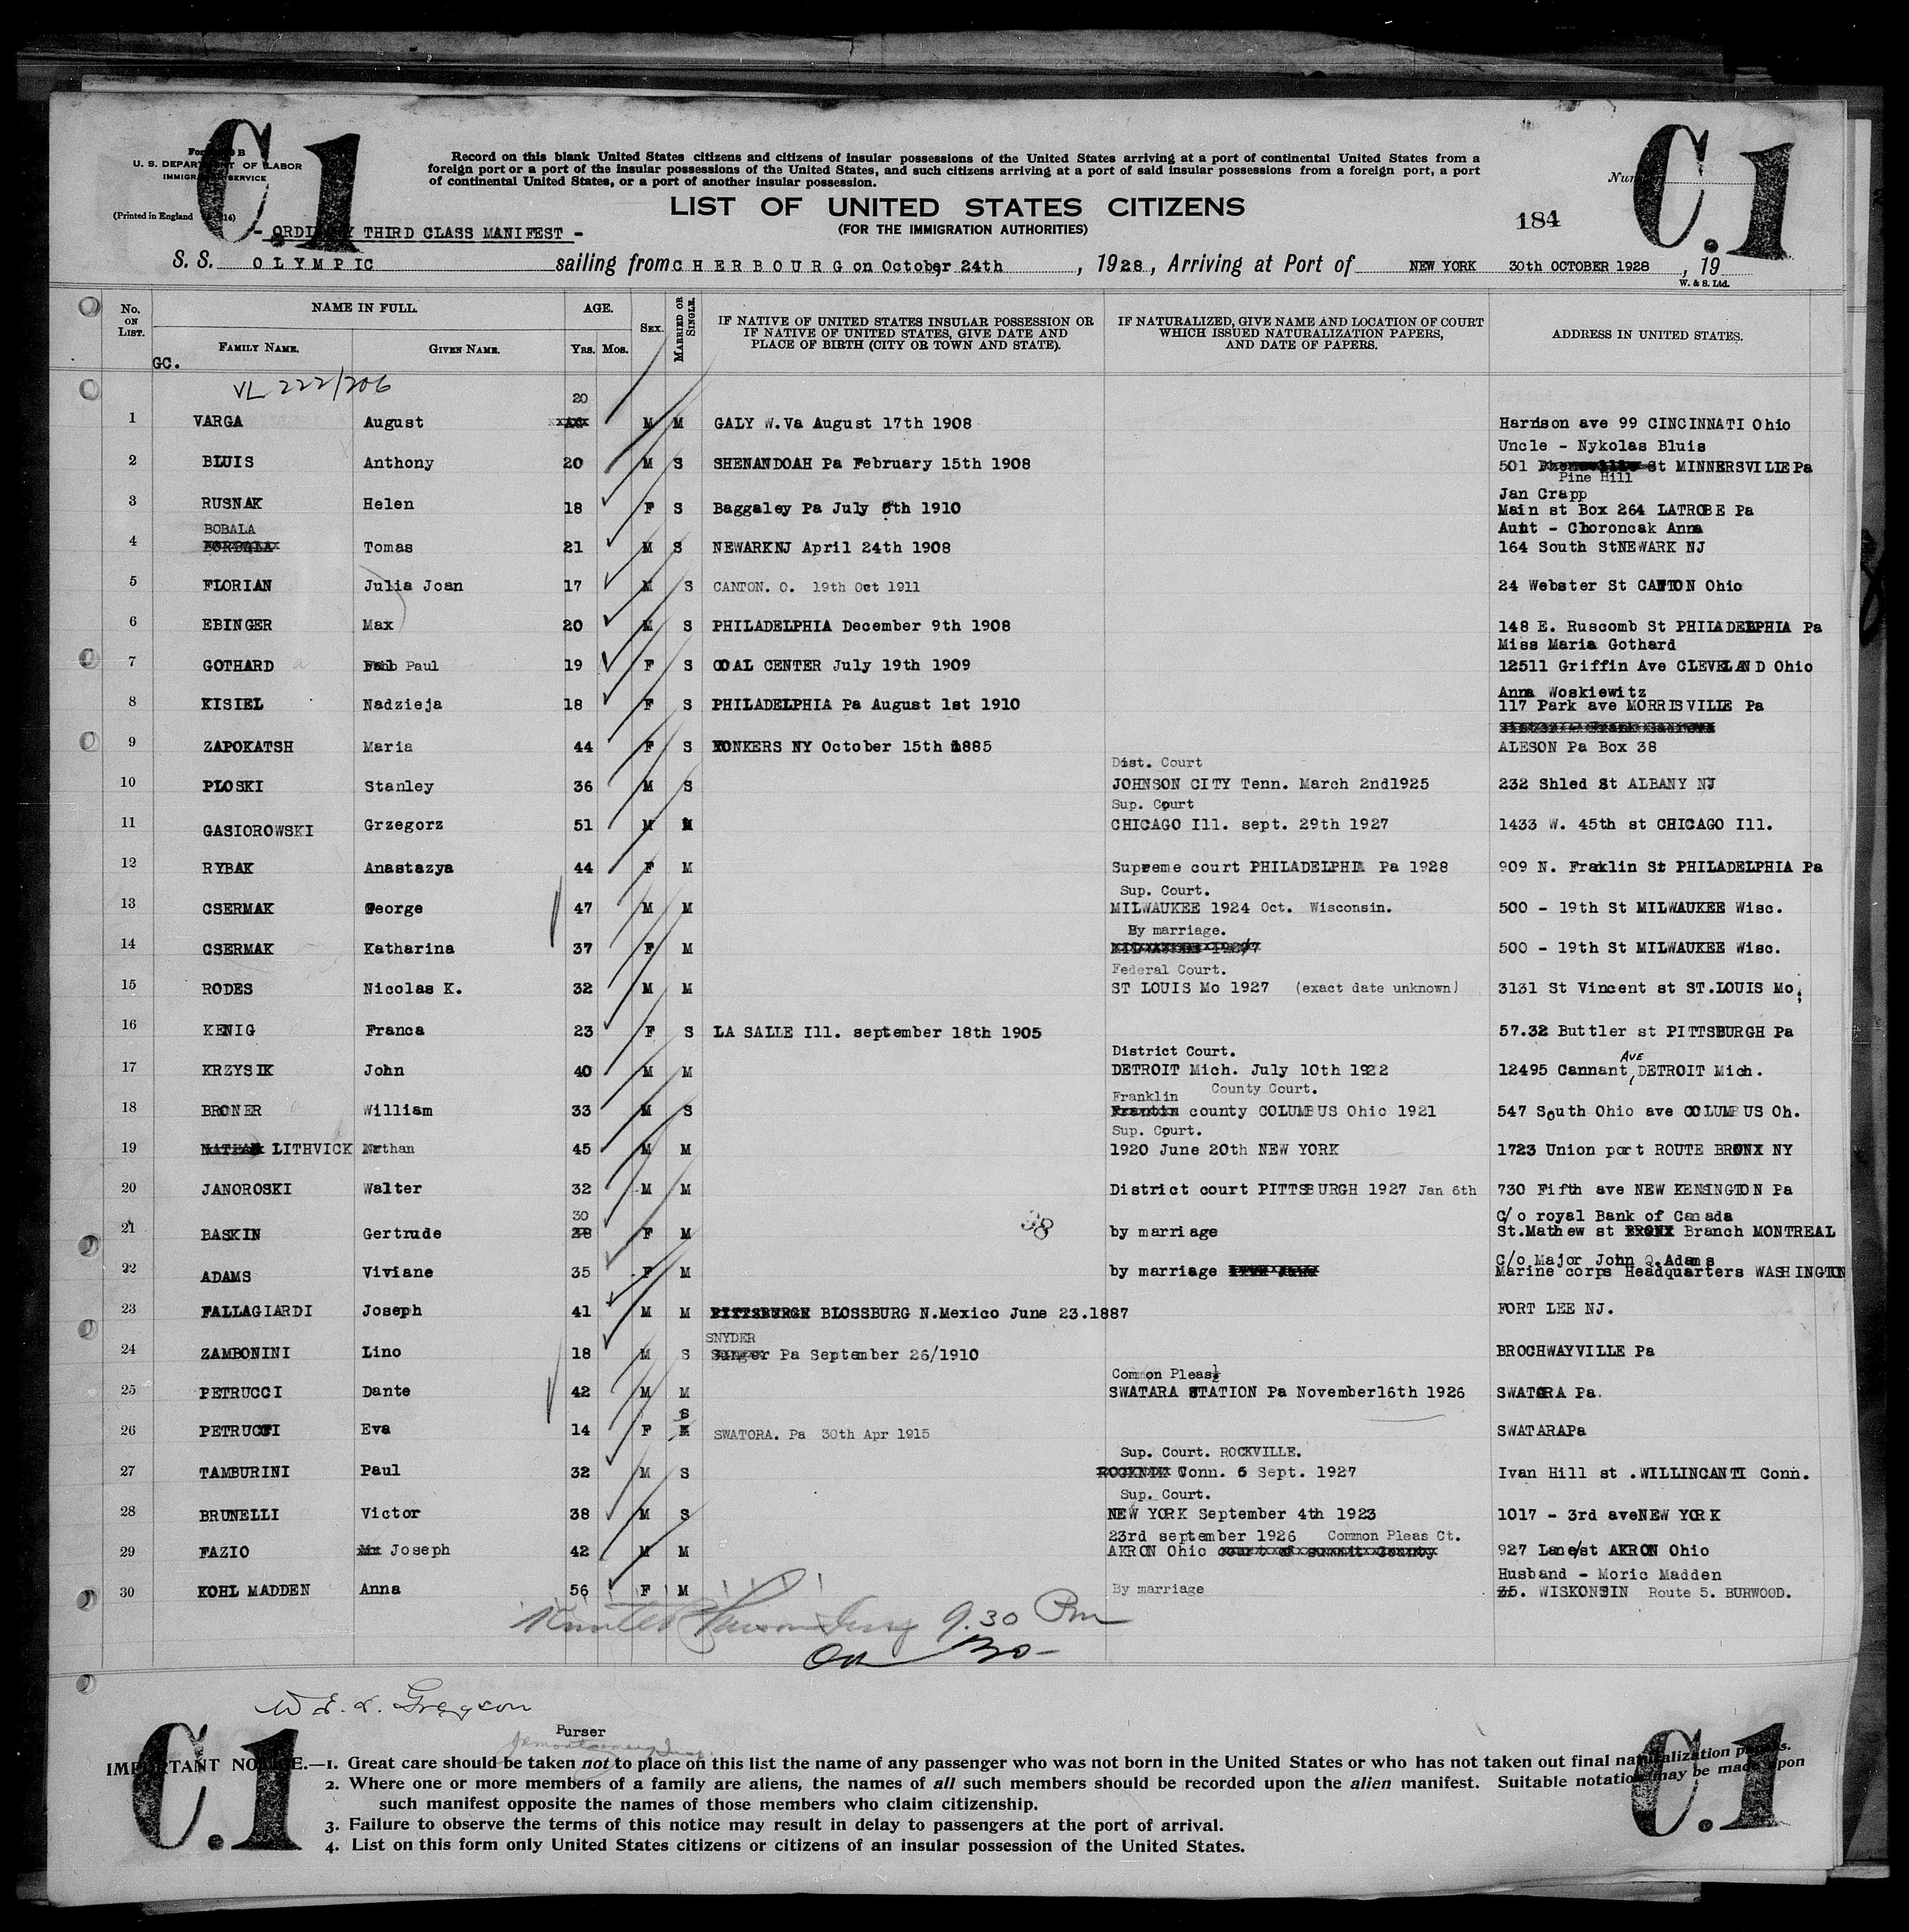 C.1
C.1
U. S. DEPARTMENT OF LABOR
IMMIGRATION SERVICE
(Printed in England
Record on this blank United States citizens and citizens of insular possessions of the United States arriving at a port of continental United States from a
foreign port or a port of the insular possessions of the United States, and such citizens arriving at a port of said insular possessions from a foreign port, a port
of continental United States, or a port of another insular possession.
LIST OF UNITED STATES CITIZENS
(FOR THE IMMIGRATION AUTHORITIES)
184
- ORDINARY THIRD CLASS MANIFEST -
S. S. OLYMPIC sailing from CHERBOURG on October 24th, 1928, Arriving at Port of NEW YORK 30th OCTOBER 1928, 19
W. & S. Ltd.
No. ON LIST. NAME IN FULL. FAMILY NAME. GIVEN NAME. AGE. YRS. MOS. SEX. MARRIED OR SINGLE. IF NATIVE OF UNITED STATES INSULAR POSSESSION OR IF NATIVE OF UNITED STATES, GIVE DATE AND PLACE OF BIRTH (CITY OR TOWN AND STATE). IF NATURALIZED, GIVE NAME AND LOCATION OF COURT WHICH ISSUED NATURALIZATION PAPERS, AND DATE OF PAPERS. ADDRESS IN UNITED STATES.
GC.
VL 222/206
20
1 VARGA August M M GALY W.Va August 17th 1908 Harrison ave 99 CINCINNATI Ohio
Uncle - Nykolas Bluis
2 BLUIS Anthony 20 M S SHENANDOAH Pa February 15th 1908 501 St MINNERSVILLE Pa
Pine Hill
Jan Crapp
3 RUSNAK Helen 18 F S Baggaley Pa July 5th 1910 Main st Box 264 LATROBE Pa
BOBALA Aunt - Choroncak Anna
4 Tomas 21 M S NEWARK NJ April 24th 1908 164 South St NEWARK NJ
5 FLORIAN Julia Joan 17 M S CANTON. O. 19th Oct 1911 24 Webster St CANTON Ohio
6 EBINGER Max 20 M S PHILADELPHIA December 9th 1908 148 E. Ruscomb St PHILADELPHIA Pa
Miss Maria Gothard
7 GOTHARD Paul 19 F S COAL CENTER July 19th 1909 12511 Griffin Ave CLEVELAND Ohio
Anna Woskiewitz
8 KISIEL Nadzieja 18 F S PHILADELPHIA Pa August 1st 1910 117 Park ave MORRISVILLE Pa
9 ZAPOKATSH Maria 44 F S YONKERS NY October 15th 1885 ALESON Pa Box 38
Dist. Court
10 PLOSKI Stanley 36 M S JOHNSON CITY Tenn. March 2nd1925 232 Shled St ALBANY NJ
Sup. Court
11 GASIOROWSKI Grzegorz 51 M M CHICAGO Ill. sept. 29th 1927 1433 W. 45th st CHICAGO Ill.
12 RYBAK Anastazya 44 F M Supreme court PHILADELPHIA Pa 1928 909 N. Fraklin St PHILADELPHIA Pa
Sup. Court.
13 CSERMAK George 47 M M MILWAUKEE 1924 Oct. Wisconsin. 500 - 19th St MILWAUKEE Wisc.
By marriage.
14 CSERMAK Katharina 37 F M 500 - 19th St MILWAUKEE Wisc.
Federal Court.
15 RODES Nicolas K. 32 M M ST LOUIS Mo 1927 (exact date unknown) 3131 St Vincent st ST.LOUIS Mo.
16 KENIG Franca 23 F S LA SALLE Ill. september 18th 1905 57.32 Buttler st PITTSBURGH Pa
District Court. AVE
17 KRZYSIK John 40 M M DETROIT Mich. July 10th 1922 12495 Cannant, DETROIT Mich.
Franklin County Court.
18 BRONER William 33 M S county COLUMBUS Ohio 1921 547 South Ohio ave COLUMBUS Oh.
Sup. Court.
19 NATHAN LITHVICK Nathan 45 M M 1920 June 20th NEW YORK 1723 Union port ROUTE BRONX NY
20 JANOROSKI Walter 32 M M District court PITTSBURGH 1927 Jan 6th 730 Fifth ave NEW KENSINGTON Pa
30 38 C/o royal Bank of Canada
21 BASKIN Gertrude 28 F M by marriage St.Mathew st BRONX Branch MONTREAL
C/o Major John Q.Adams
22 ADAMS Viviane 35 F M by marriage Marine corps Headquarters WASHINGTON
23 FALLAGIARDI Joseph 41 M M PITTSBURGH BLOSSBURG N.Mexico June 23.1887 FORT LEE NJ.
SNYDER
24 ZAMBONINI Lino 18 M S Pa September 26/1910 BROCHWAYVILLE Pa
Common Pleas
25 PETRUCCI Dante 42 M M SWATARA STATION Pa November16th 1926 SWATORA Pa.
S
26 PETRUCCI Eva 14 F M SWATORA. Pa 30th Apr 1915 SWATARAPa
Sup. Court. ROCKVILLE.
27 TAMBURINI Paul 32 M S Conn. 6 Sept. 1927 Ivan Hill st .WILLINCANTI Conn.
Sup. Court.
28 BRUNELLI Victor 38 M S NEW YORK September 4th 1923 1017 - 3rd aveNEW YORK
23rd september 1926 Common Pleas Ct.
29 FAZIO Joseph 42 M M AKRON Ohio court of summit County 927 Lane/st AKRON Ohio
Husband - Moric Madden
30 KOHL MADDEN Anna 56 F M By marriage 35. WISKONSIN Route 5. BURWOOD.
9.30 Pm
W. E. L. Greyson
Purser
IMPORTANT NOTICE.—1. Great care should be taken not to place on this list the name of any passenger who was not born in the United States or who has not taken out final naturalization papers.
2. Where one or more members of a family are aliens, the names of all such members should be recorded upon the alien manifest. Suitable notation may be made upon
such manifest opposite the names of those members who claim citizenship.
3. Failure to observe the terms of this notice may result in delay to passengers at the port of arrival.
4. List on this form only United States citizens or citizens of an insular possession of the United States.
C.1
C.1